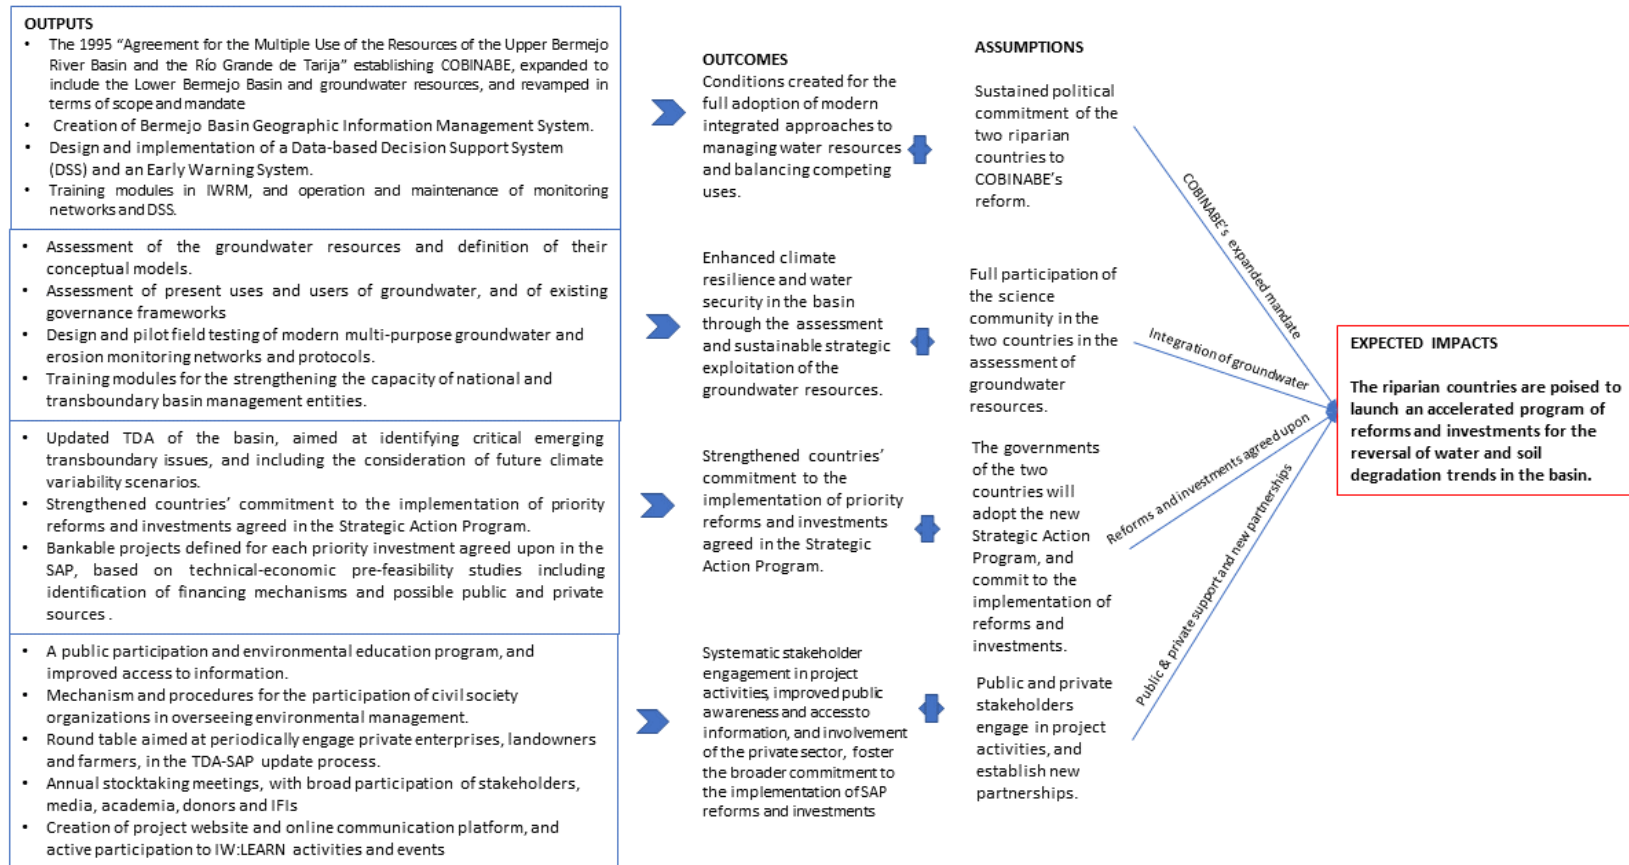 OUTPUTS
• The 1995 “Agreement for the Multiple Use of the Resources of the Upper Bermejo
River Basin and the Río Grande de Tarija” establishing COBINABE, expanded to
include the Lower Bermejo Basin and groundwater resources, and revamped in
terms of scope and mandate
• Creation of Bermejo Basin Geographic Information Management System.
• Design and implementation of a Data-based Decision Support System
(DSS) and an Early Warning System.
• Training modules in IWRM, and operation and maintenance of monitoring
networks and DSS.
• Assessment of the groundwater resources and definition of their
conceptual models.
• Assessment of present uses and users of groundwater, and of existing
governance frameworks
• Design and pilot field testing of modern multi-purpose groundwater and
erosion monitoring networks and protocols.
• Training modules for the strengthening the capacity of national and
transboundary basin management entities.
• Updated TDA of the basin, aimed at identifying critical emerging
transboundary issues, and including the consideration of future climate
variability scenarios.
• Strengthened countries’ commitment to the implementation of priority
reforms and investments agreed in the Strategic Action Program.
• Bankable projects defined for each priority investment agreed upon in the
SAP, based on technical-economic pre-feasibility studies including
identification of financing mechanisms and possible public and private
sources .
• A public participation and environmental education program, and
improved access to information.
• Mechanism and procedures for the participation of civil society
organizations in overseeing environmental management.
• Round table aimed at periodically engage private enterprises, landowners
and farmers, in the TDA-SAP update process.
• Annual stocktaking meetings, with broad participation of stakeholders,
media, academia, donors and IFIs
• Creation of project website and online communication platform, and
active participation to IW:LEARN activities and events
OUTCOMES
Conditions created for the
full adoption of modern
integrated approaches to
managing water resources
and balancing competing
uses.
Enhanced climate
resilience and water
security in the basin
through the assessment
and sustainable strategic
exploitation of the
groundwater resources.
Strengthened countries’
commitment to the
implementation of priority
reforms and investments
agreed in the Strategic
Action Program.
Systematic stakeholder
engagement in project
activities, improved public
awareness and access to
information, and involvement
of the private sector, foster
the broader commitment to
the implementation of SAP
reforms and investments
ASSUMPTIONS
Sustained political
commitment of the
two riparian
countries to
COBINABE’s
reform.
Full participation of
the science
community in the
two countries in the
assessment of
groundwater
resources.
The governments
of the two
countries will
adopt the new
Strategic Action
Program, and
commit to the
implementation of
reforms and
investments.
Public and private
stakeholders
engage in project
activities, and
establish new
partnerships.
COBINABE’s expanded mandate
Integration of groundwater
Reforms and investments agreed upon
Public & private support and new partnerships
EXPECTED IMPACTS
The riparian countries are poised to
launch an accelerated program of
reforms and investments for the
reversal of water and soil
degradation trends in the basin.